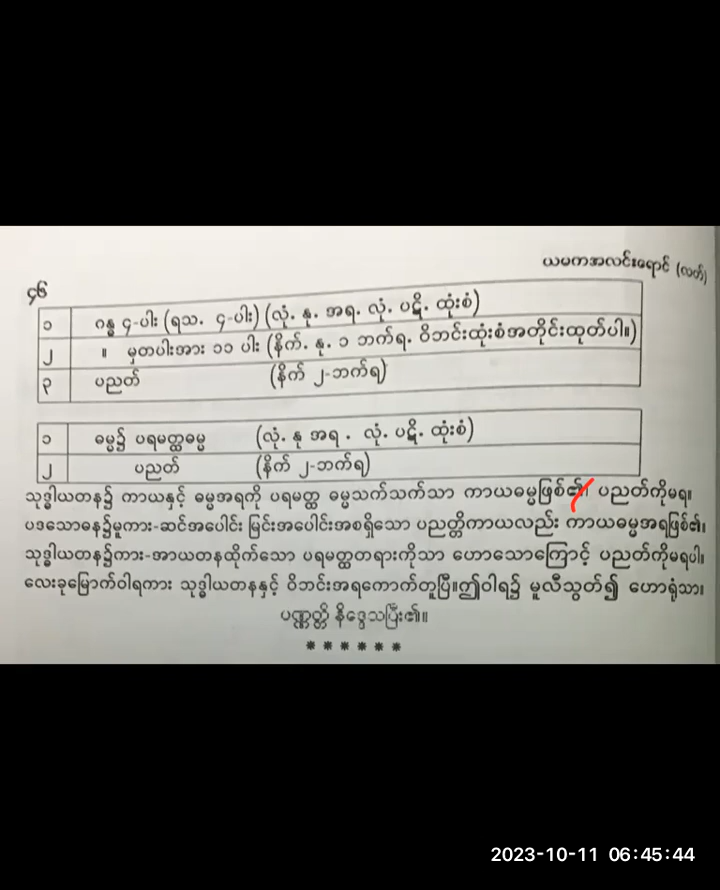 ယမကအလင်းရောင် (လတ်)
၄၆
၁ ဂန္ဓ ၄-ပါး (ရသ. ၄-ပါး) (လုံ. နု. အရ. လုံ. ပဋိ. ထုံးစံ)
၂ ။ မှတပါးအား ၁၁ ပါး (နိက်. နု. ၁ ဘက်ရ. ဝိဘင်းထုံးစံအတိုင်းထုတ်ပါ။)
၃ ပညတ် (နိက် ၂-ဘက်ရ)
၁ ဓမ္မ၌ ပရမတ္ထဓမ္မ (လုံ. နု အရ . လုံ. ပဋိ. ထုံးစံ)
၂ ပညတ် (နိက် ၂-ဘက်ရ)
သုဒ္ဓါယတန၌ ကာယနှင့် ဓမ္မအရကို ပရမတ္ထ ဓမ္မသက်သက်သာ ကာယဓမ္မဖြစ်၏၊ ပညတ်ကိုမရ။
ပဒသောဓန၌မူကား-ဆင်အပေါင်း မြင်းအပေါင်းအစရှိသော ပညတ္တိကာယလည်း ကာယဓမ္မအရဖြစ်၏။
သုဒ္ဓါယတန၌ကား-အာယတနထိုက်သော ပရမတ္ထတရားကိုသာ ဟောသောကြောင့် ပညတ်ကိုမရပါ။
လေးခုမြောက်ဝါရကား သုဒ္ဓါယတနနှင့် ဝိဘင်းအရကောက်တူပြီ။ဤဝါရ၌ မူလီသွတ်၍ ဟောရုံသာ၊
ပဏ္ဏတ္တိ နိဒ္ဒေသပြီး၏။
******
2023-10-11 06:45:44